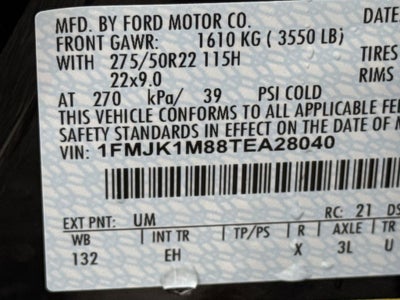 MFD. BY FORD MOTOR CO.
DATE:
FRONT GAWR: 1610 KG ( 3550 LB)
WITH 275/50R22 115H
TIRES
22x9.0
RIMS
AT 270 kPa/ 39 PSI COLD
THIS VEHICLE CONFORMS TO ALL APPLICABLE FE
SAFETY STANDARDS IN EFFECT ON THE DATE OF M
VIN: 1FMJK1M88TEA28040
EXT PNT: UM
RC: 21 DS
WB INT TR TP/PS R AXLE TR
132 EH X 3L U